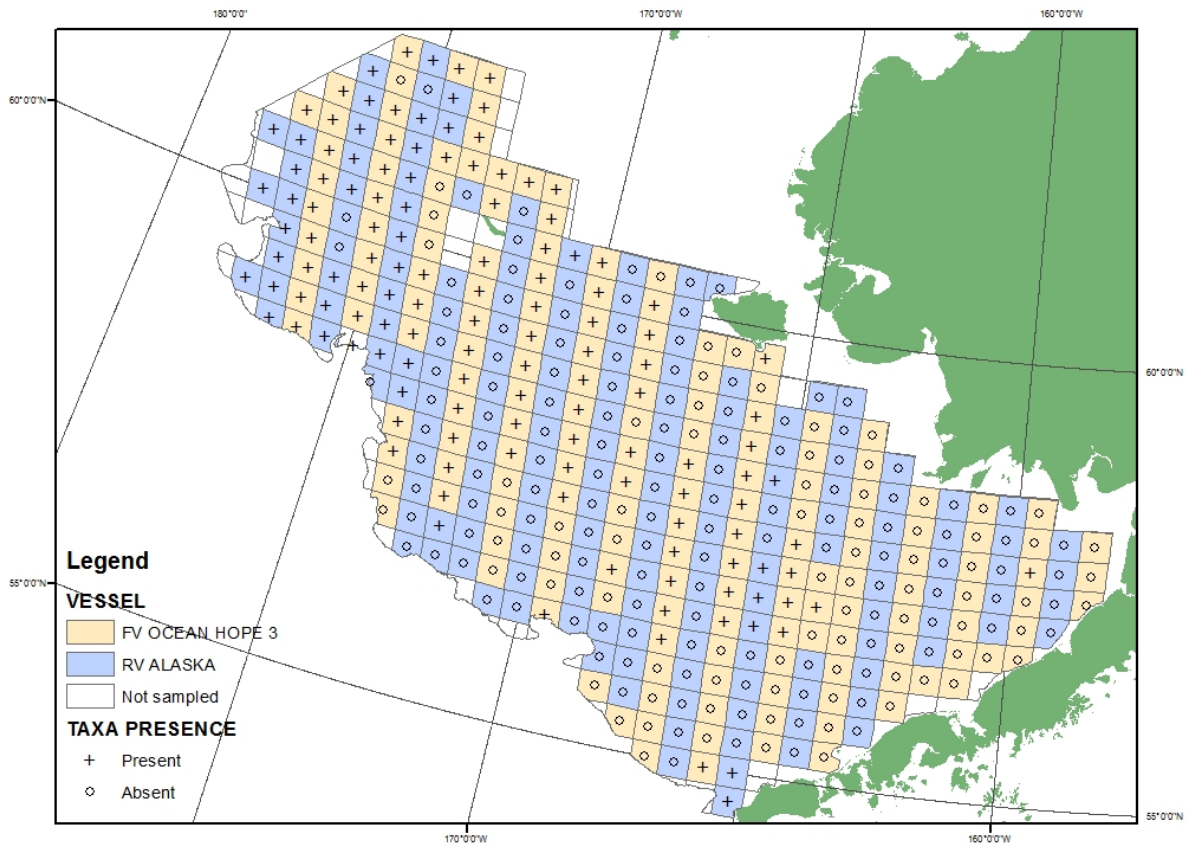 180°0'0" 170°0'0"W 160°0'0"W
60°0'0"N
60°0'0"N
55°0'0"N
55°0'0"N
Legend
VESSEL
FV OCEAN HOPE 3
RV ALASKA
Not sampled
TAXA PRESENCE
Present
Absent
170°0'0"W 160°0'0"W